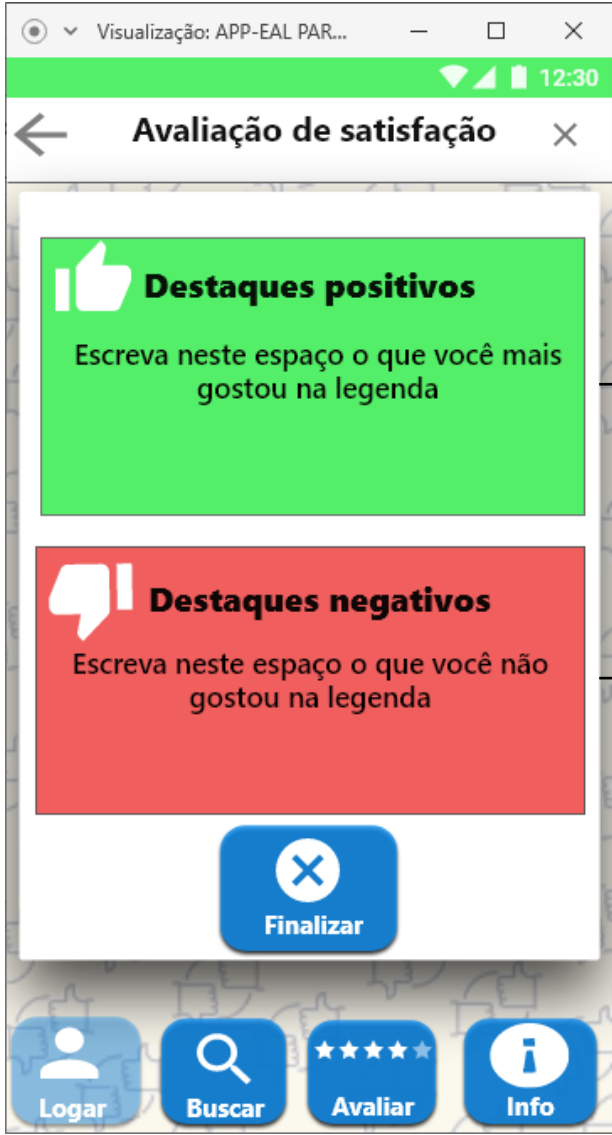 Visualização: APP-EAL PAR...
12:30
Avaliação de satisfação
Destaques positivos
Escreva neste espaço o que você mais
gostou na legenda
Destaques negativos
Escreva neste espaço o que você não
gostou na legenda
Finalizar
Logar
Buscar
Avaliar
Info